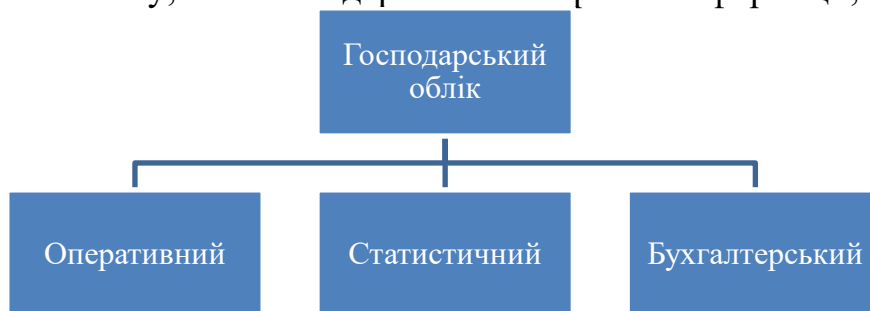 Господарський
облік
Оперативний
Статистичний
Бухгалтерський